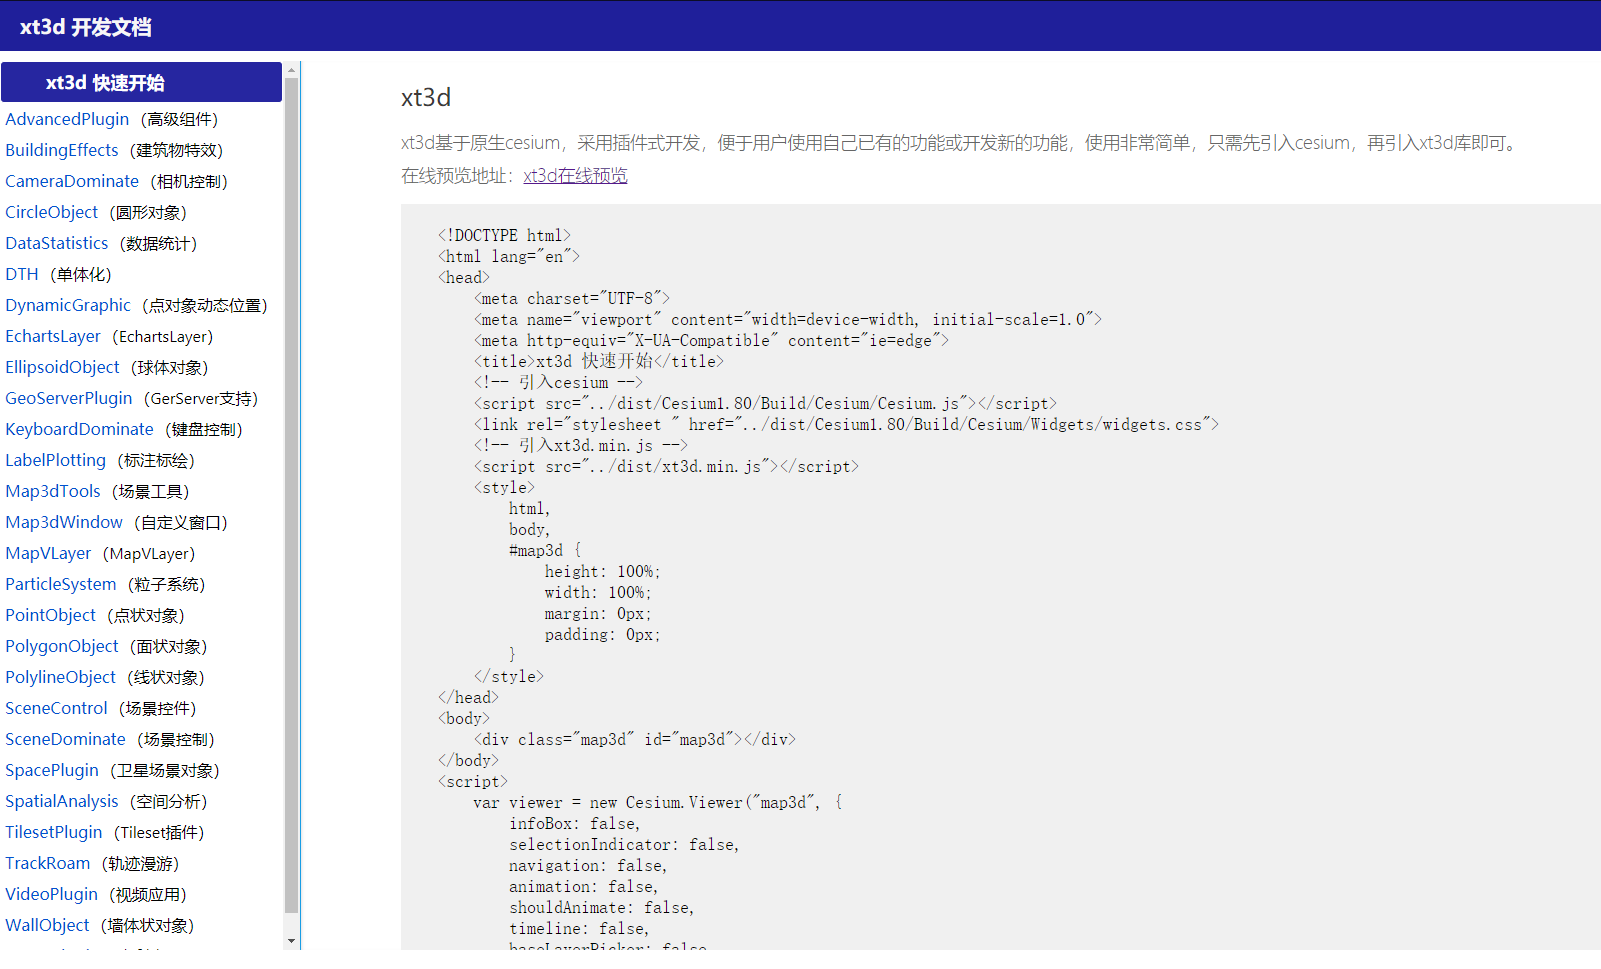 xt3d 开发文档
xt3d 快速开始
AdvancedPlugin（高级组件）
BuildingEffects（建筑物特效）
CameraDominate（相机控制）
CircleObject（圆形对象）
DataStatistics（数据统计）
DTH（单体化）
DynamicGraphic（点对象动态位置）
EchartsLayer（EchartsLayer）
EllipsoidObject（球体对象）
GeoServerPlugin（GerServer支持）
KeyboardDominate（键盘控制）
LabelPlotting（标注标绘）
Map3dTools（场景工具）
Map3dWindow（自定义窗口）
MapVLayer（MapVLayer）
ParticleSystem（粒子系统）
PointObject（点状对象）
PolygonObject（面状对象）
PolylineObject（线状对象）
SceneControl（场景控件）
SceneDominate（场景控制）
SpacePlugin（卫星场景对象）
SpatialAnalysis（空间分析）
TilesetPlugin（Tileset插件）
TrackRoam（轨迹漫游）
VideoPlugin（视频应用）
WallObject（墙体状对象）
xt3d
xt3d基于原生cesium，采用插件式开发，便于用户使用自己已有的功能或开发新的功能，使用非常简单，只需先引入cesium，再引入xt3d库即可。
在线预览地址：xt3d在线预览
<!DOCTYPE html>
<html lang="en">
<head>
<meta charset="UTF-8">
<meta name="viewport" content="width=device-width, initial-scale=1.0">
<meta http-equiv="X-UA-Compatible" content="ie=edge">
<title>xt3d 快速开始</title>
<!-- 引入cesium -->
<script src="../dist/Cesium1.80/Build/Cesium/Cesium.js"></script>
<link rel="stylesheet " href="../dist/Cesium1.80/Build/Cesium/Widgets/widgets.css">
<!-- 引入xt3d.min.js -->
<script src="../dist/xt3d.min.js"></script>
<style>
html,
body,
#map3d {
height: 100%;
width: 100%;
margin: 0px;
padding: 0px;
}
</style>
</head>
<body>
<div class="map3d" id="map3d"></div>
</body>
<script>
var viewer = new Cesium.Viewer("map3d", {
infoBox: false,
selectionIndicator: false,
navigation: false,
animation: false,
shouldAnimate: false,
timeline: false,
baseLayerPicker: false